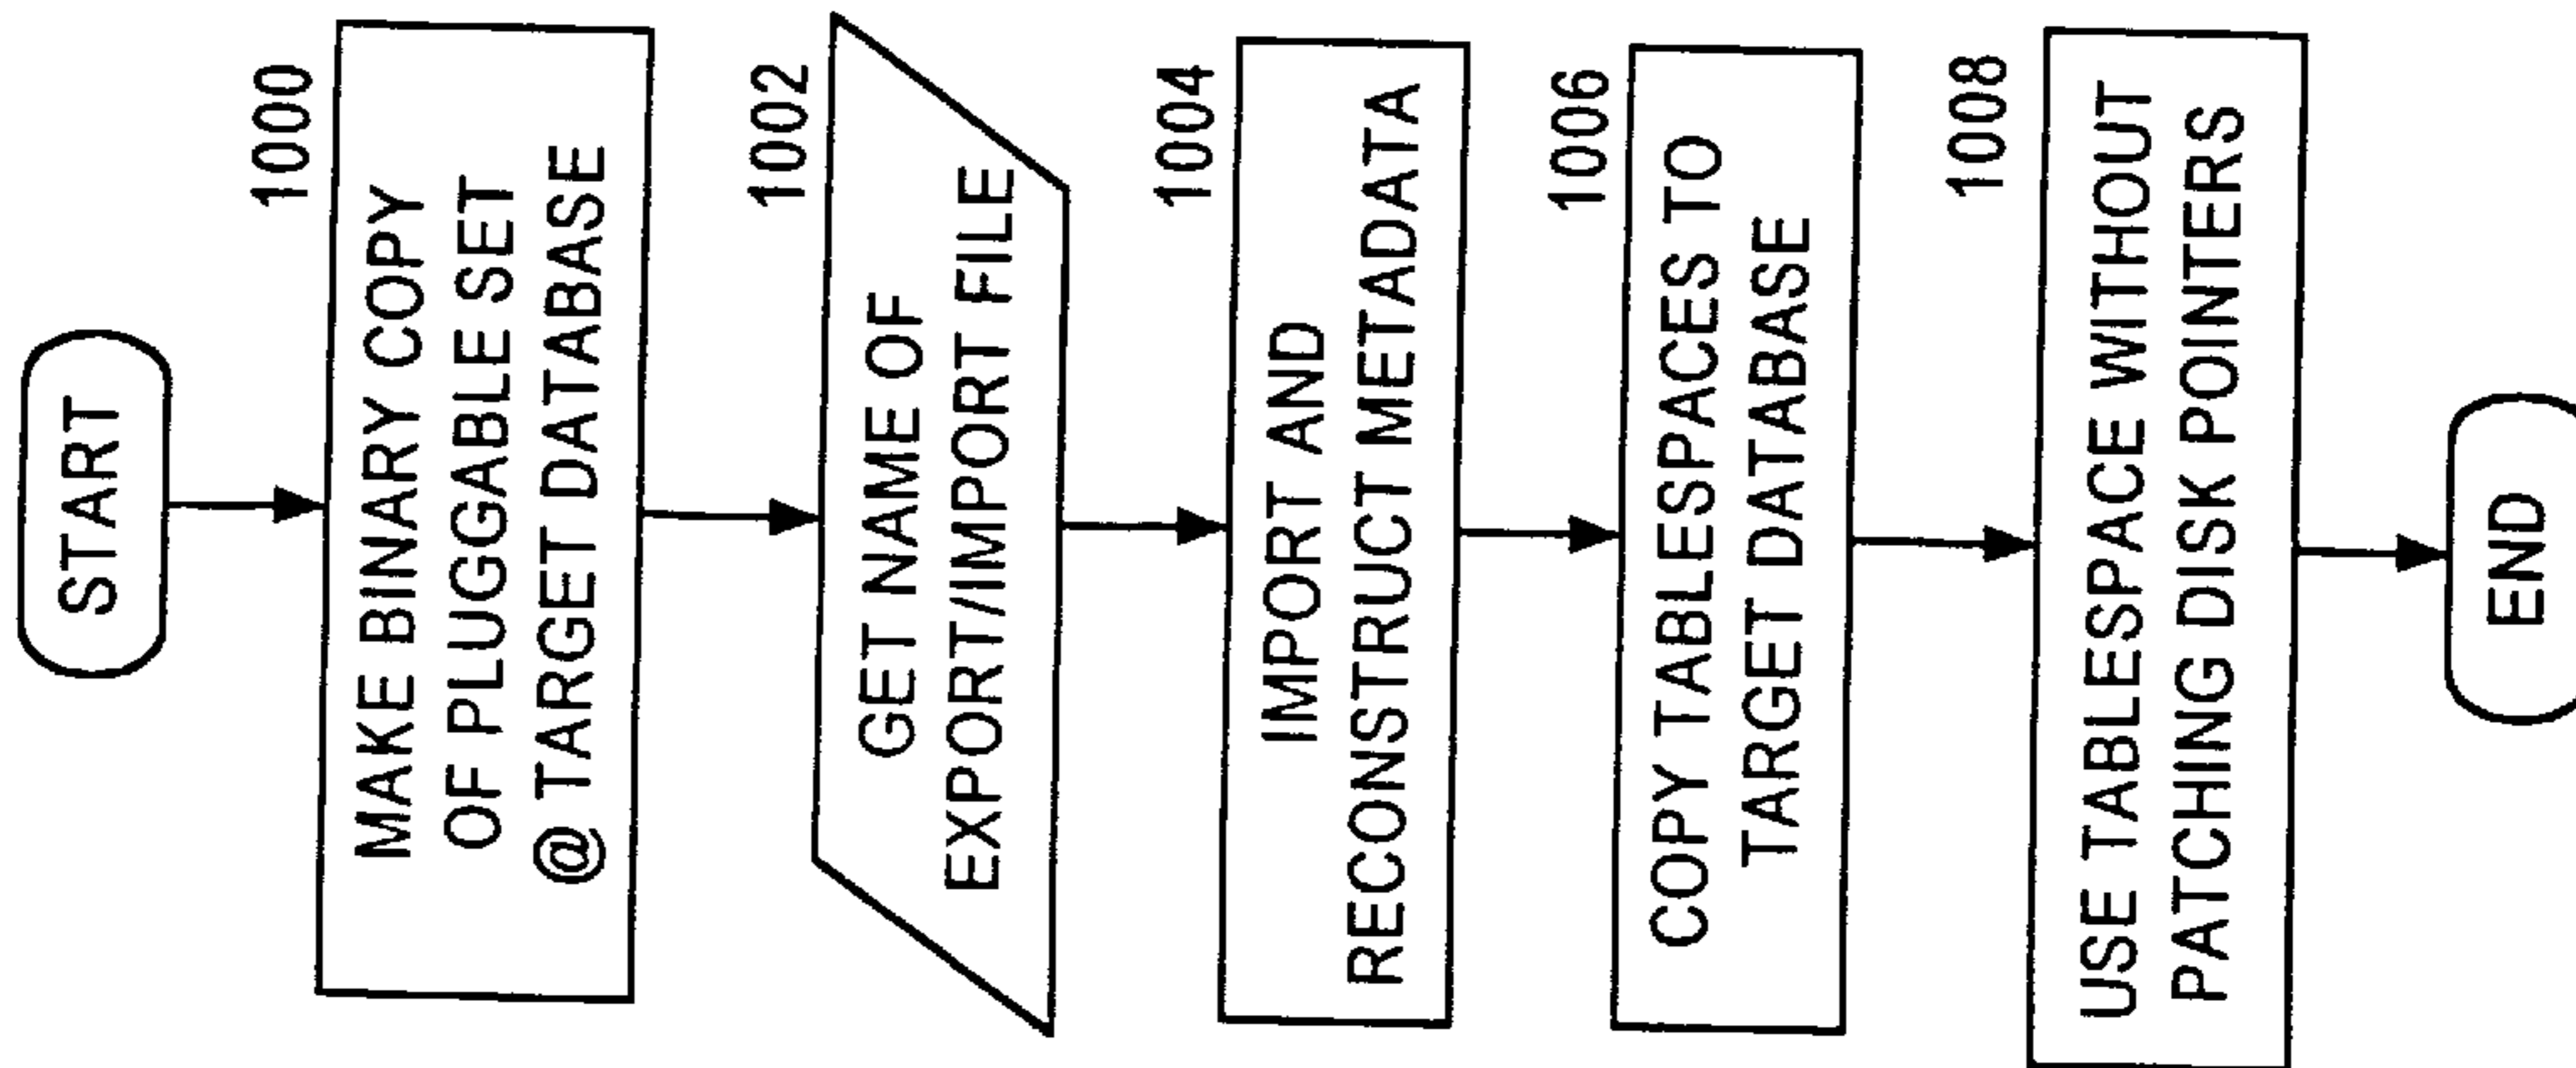 START
1000
MAKE BINARY COPY
OF PLUGGABLE SET
@ TARGET DATABASE
1002
GET NAME OF
EXPORT/IMPORT FILE
1004
IMPORT AND
RECONSTRUCT METADATA
1006
COPY TABLESPACES TO
TARGET DATABASE
1008
USE TABLESPACE WITHOUT
PATCHING DISK POINTERS
END